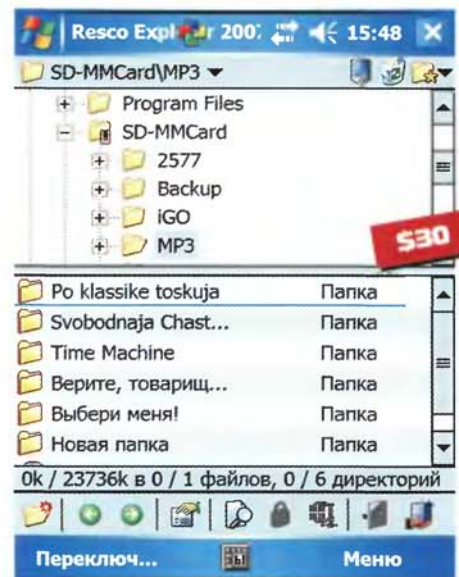 Resco Expl r 200 15:48
SD-MMCard\MP3
Program Files
SD-MMCard
2577
Backup
iGO
MP3
$30
Po klassike toskuja Папка
Svobodnaja Chast... Папка
Time Machine Папка
Верите, товарищ... Папка
Выбери меня! Папка
Новая папка Папка
0k / 23736k в 0 / 1 файлов, 0 / 6 директорий
Переключ... Меню